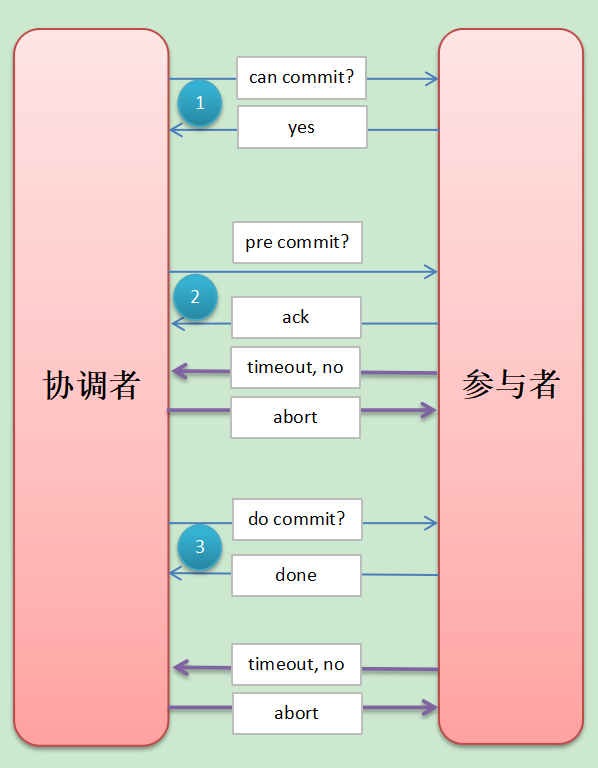 can commit?
1
yes
pre commit?
2
ack
timeout, no
协调者
参与者
abort
do commit?
3
done
timeout, no
abort